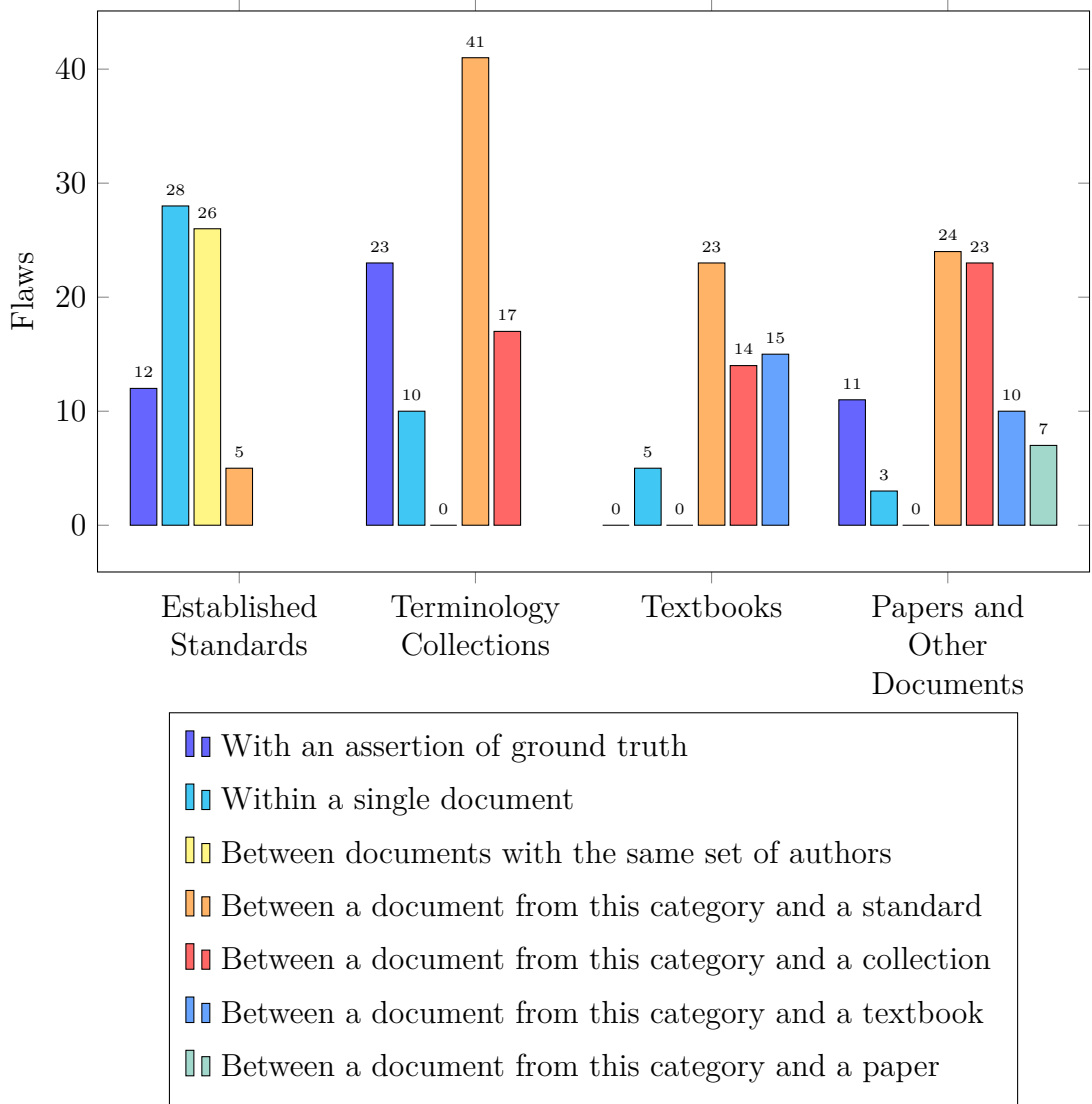 Flaws
40
30
20
10
0
12
28
26
5
23
10
0
41
17
0
5
0
23
14
15
11
3
0
24
23
10
7
Established
Standards
Terminology
Collections
Textbooks
Papers and
Other
Documents
With an assertion of ground truth
Within a single document
Between documents with the same set of authors
Between a document from this category and a standard
Between a document from this category and a collection
Between a document from this category and a textbook
Between a document from this category and a paper